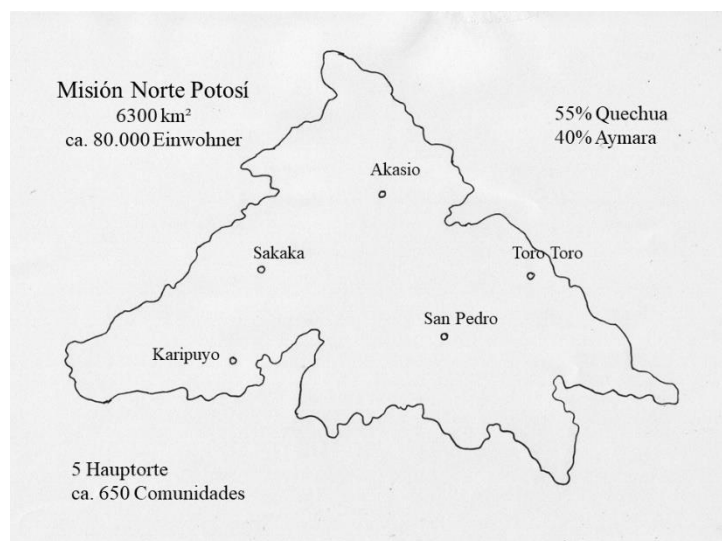 Misión Norte Potosí
6300 km²
ca. 80.000 Einwohner
55% Quechua
40% Aymara
Akasio
Sakaka
Toro Toro
San Pedro
Karipuyo
5 Hauptorte
ca. 650 Comunidades